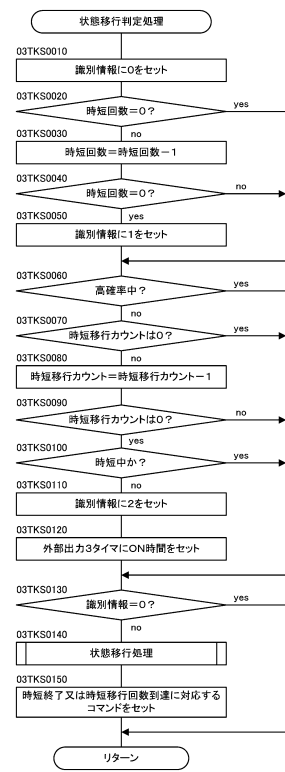 状態移行判定処理
03TKS0010
識別情報に0をセット
03TKS0020
時短回数=0?
yes
03TKS0030
no
時短回数=時短回数-1
03TKS0040
時短回数=0?
no
03TKS0050
yes
識別情報に1をセット
03TKS0060
高確率中?
yes
03TKS0070
no
時短移行カウントは0?
yes
03TKS0080
no
時短移行カウント=時短移行カウント-1
03TKS0090
時短移行カウントは0?
no
03TKS0100
yes
時短中か?
yes
03TKS0110
no
識別情報に2をセット
03TKS0120
外部出力3タイマにON時間をセット
03TKS0130
識別情報=0?
yes
03TKS0140
no
状態移行処理
03TKS0150
時短終了又は時短移行回数到達に対応する
コマンドをセット
リターン